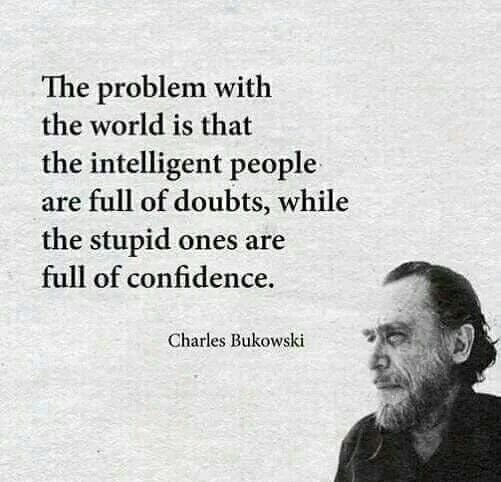 The problem with
the world is that
the intelligent people
are full of doubts, while
the stupid ones are
full of confidence.
Charles Bukowski